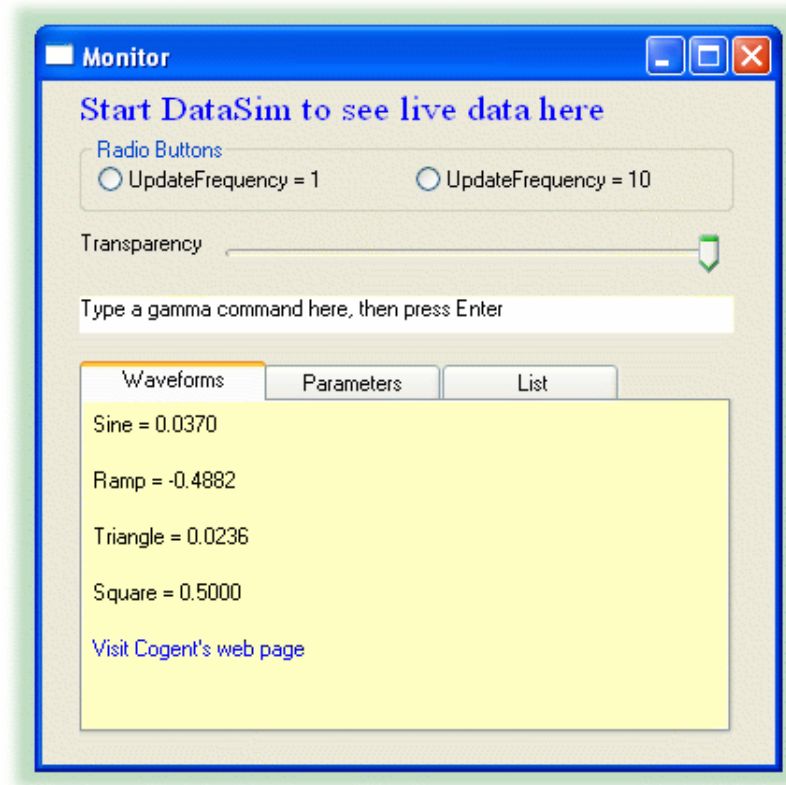 Monitor
Start DataSim to see live data here
Radio Buttons
UpdateFrequency = 1 UpdateFrequency = 10
Transparency
Type a gamma command here, then press Enter
Waveforms Parameters List
Sine = 0.0370
Ramp = -0.4882
Triangle = 0.0236
Square = 0.5000
Visit Cogent's web page